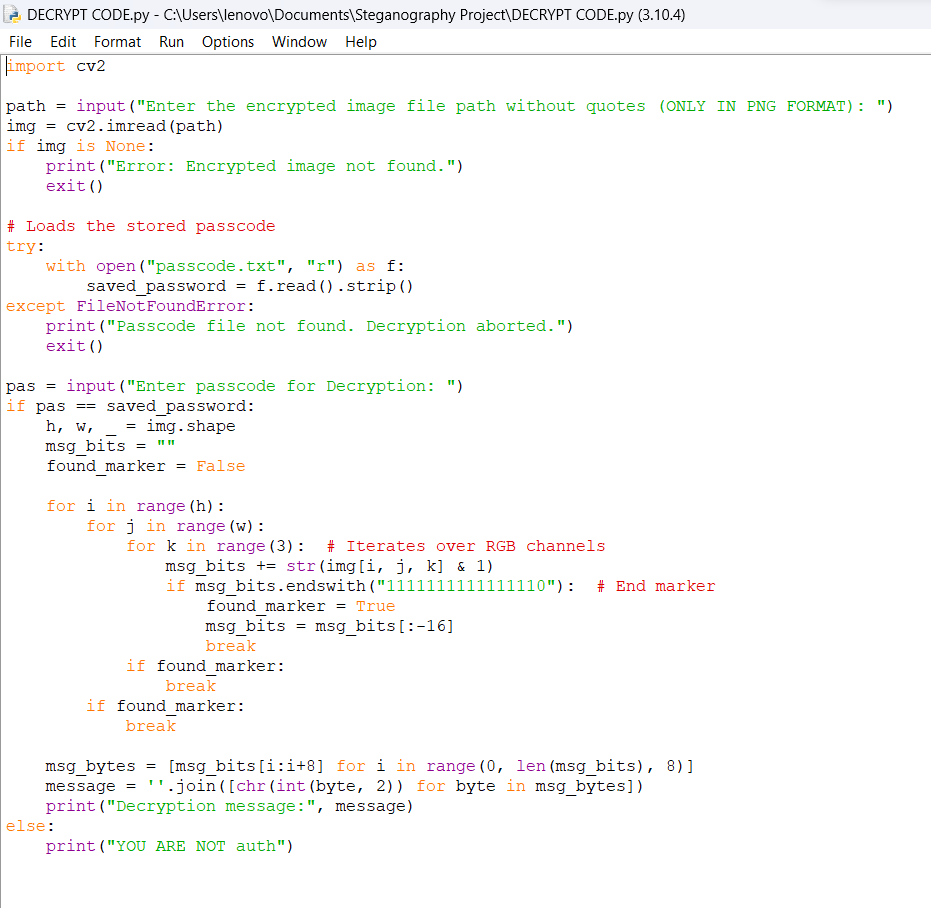 DECRYPT CODE.py - C:\Users\lenovo\Documents\Steganography Project\DECRYPT CODE.py (3.10.4)
File Edit Format Run Options Window Help
import cv2

path = input("Enter the encrypted image file path without quotes (ONLY IN PNG FORMAT): ")
img = cv2.imread(path)
if img is None:
    print("Error: Encrypted image not found.")
    exit()

# Loads the stored passcode
try:
    with open("passcode.txt", "r") as f:
        saved_password = f.read().strip()
except FileNotFoundError:
    print("Passcode file not found. Decryption aborted.")
    exit()

pas = input("Enter passcode for Decryption: ")
if pas == saved_password:
    h, w, _ = img.shape
    msg_bits = ""
    found_marker = False

    for i in range(h):
        for j in range(w):
            for k in range(3):  # Iterates over RGB channels
                msg_bits += str(img[i, j, k] & 1)
                if msg_bits.endswith("1111111111111110"):  # End marker
                    found_marker = True
                    msg_bits = msg_bits[:-16]
                    break
            if found_marker:
                break
        if found_marker:
            break

    msg_bytes = [msg_bits[i:i+8] for i in range(0, len(msg_bits), 8)]
    message = ''.join([chr(int(byte, 2)) for byte in msg_bytes])
    print("Decryption message:", message)
else:
    print("YOU ARE NOT auth")